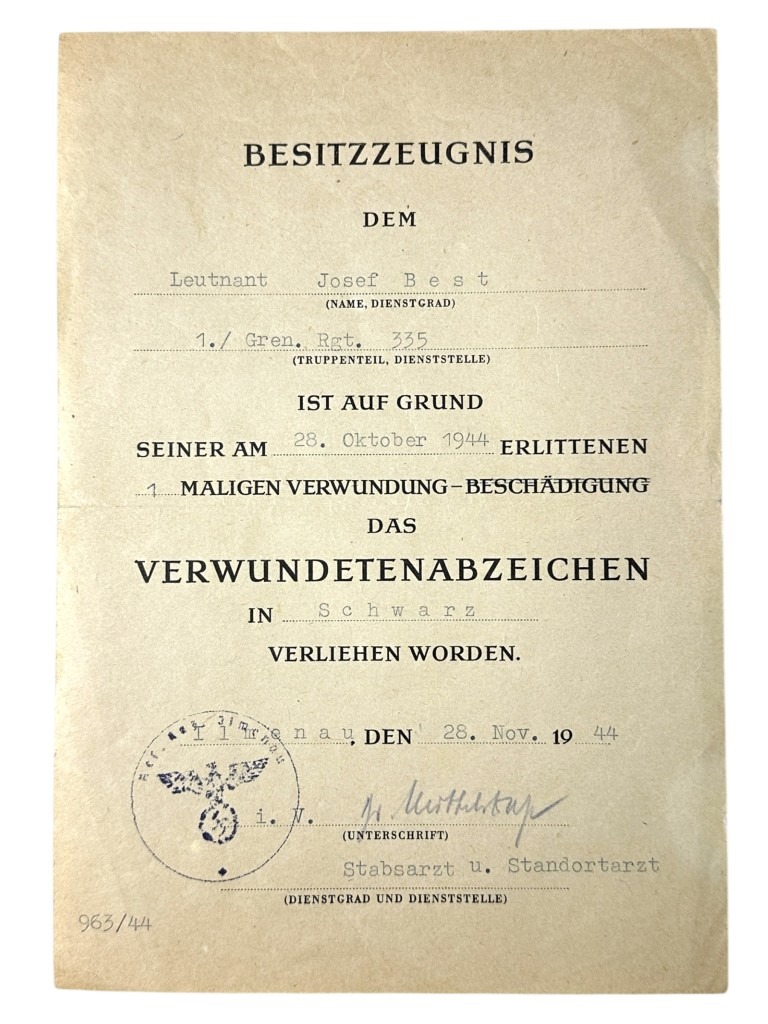 BESITZZEUGNIS
DEM
Leutnant Josef B e s t
(NAME, DIENSTGRAD)
1./ Gren. Rgt. 335
(TRUPPENTEIL, DIENSTSTELLE)
IST AUF GRUND
SEINER AM 28. Oktober 1944 ERLITTENEN
1 MALIGEN VERWUNDUNG – BESCHÄDIGUNG
DAS
VERWUNDETENABZEICHEN
IN S c h w a r z
VERLIEHEN WORDEN.
I l m e n a u, DEN 28. Nov. 19 44
i. V. Dr
(UNTERSCHRIFT)
Stabsarzt u. Standortarzt
(DIENSTGRAD UND DIENSTSTELLE)
963/44